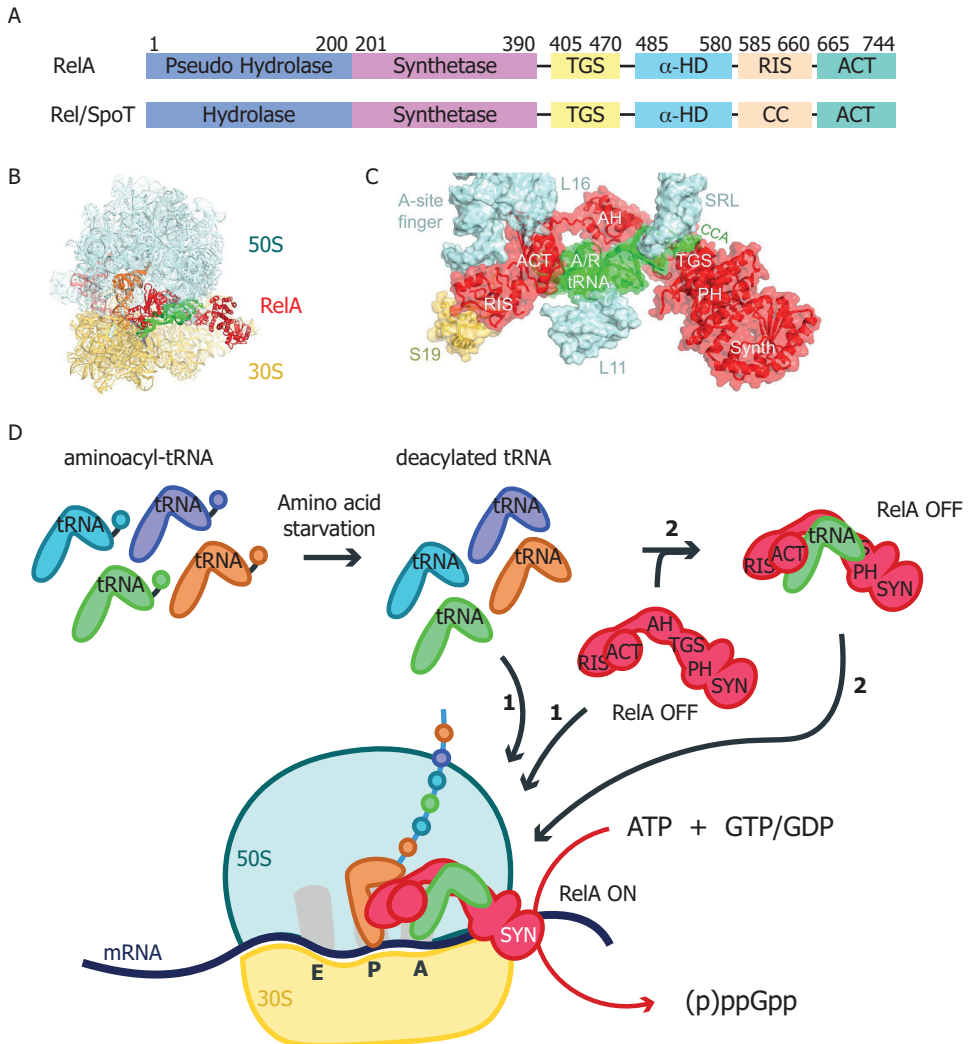 A
1 200 201 390 405 470 485 580 585 660 665 744
RelA Pseudo Hydrolase Synthetase TGS α-HD RIS ACT
Rel/SpoT Hydrolase Synthetase TGS α-HD CC ACT
B
50S
RelA
30S
C
A-site
finger
L16
SRL
AH
CCA
ACT
A/R
tRNA
TGS
PH
RIS
Synth
S19
L11
D
aminoacyl-tRNA
tRNA
tRNA
tRNA
tRNA
Amino acid
starvation
deacylated tRNA
tRNA
tRNA
tRNA
tRNA
2
RelA OFF
tRNA
RIS ACT PH SYN
AH
RIS ACT TGS PH SYN
RelA OFF
1
1
2
ATP + GTP/GDP
50S
RelA ON
SYN
mRNA
E P A
30S
(p)ppGpp